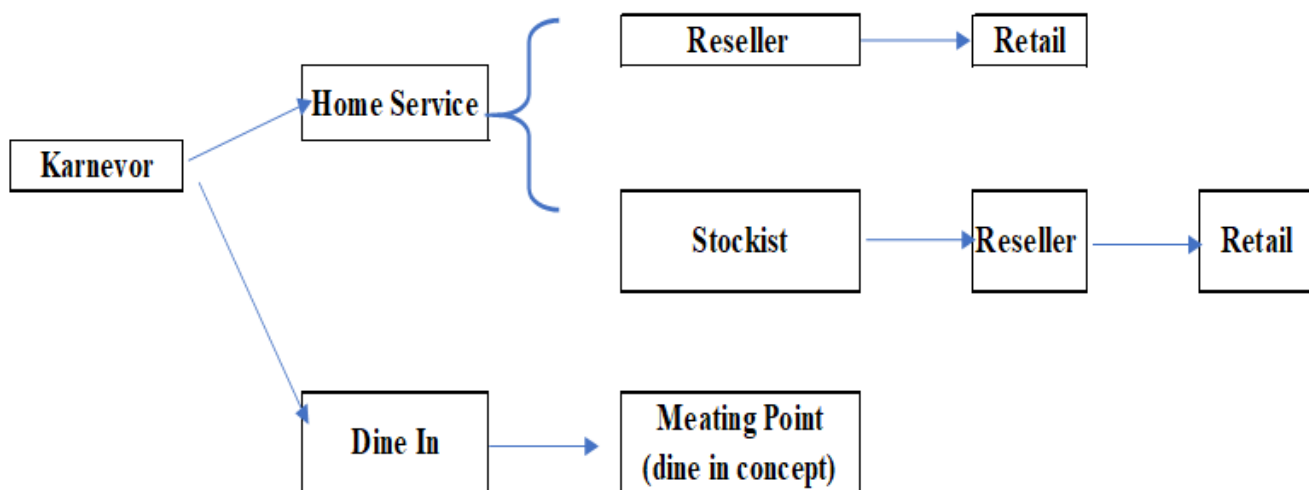 Reseller
Retail
Home Service
Karnevor
Stockist
Reseller
Retail
Dine In
Meating Point
(dine in concept)